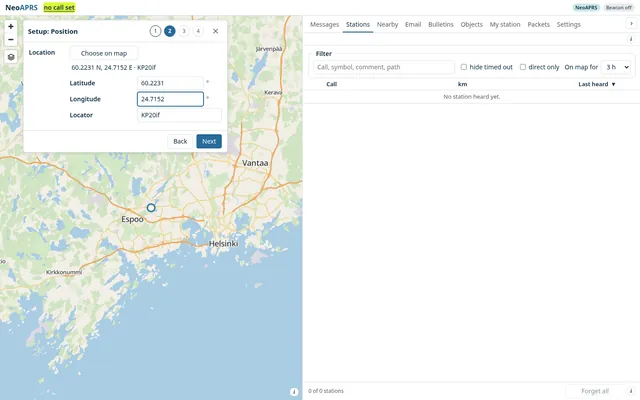 NeoAPRS no call set NeoAPRS Beacon off
+
−
Setup: Position 1 2 3 4 ×
Location Choose on map
60.2231 N, 24.7152 E · KP20if
Latitude 60.2231 °
Longitude 24.7152 °
Locator KP20if
Back Next
Järvenpää
Kerava
Vantaa
Espoo
Helsinki
Kirkkonummi
i
Messages Stations Nearby Email Bulletins Objects My station Packets Settings
i
Filter
Call, symbol, comment, path hide timed out direct only On map for 3 h
Call km Last heard ▼
No station heard yet.
0 of 0 stations Forget all i